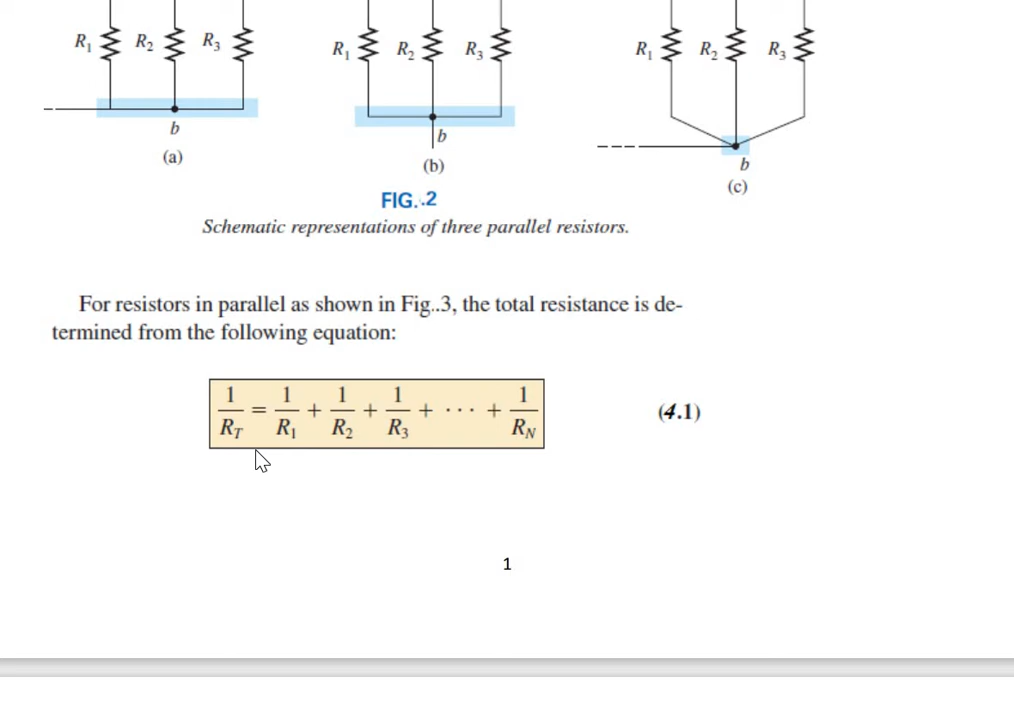 R1 R2 R3 R1 R2 R3 R1 R2 R3
b b b
(a) (b) (c)
FIG..2
Schematic representations of three parallel resistors.
For resistors in parallel as shown in Fig..3, the total resistance is de-
termined from the following equation:
1/RT = 1/R1 + 1/R2 + 1/R3 + · · · + 1/RN (4.1)
1